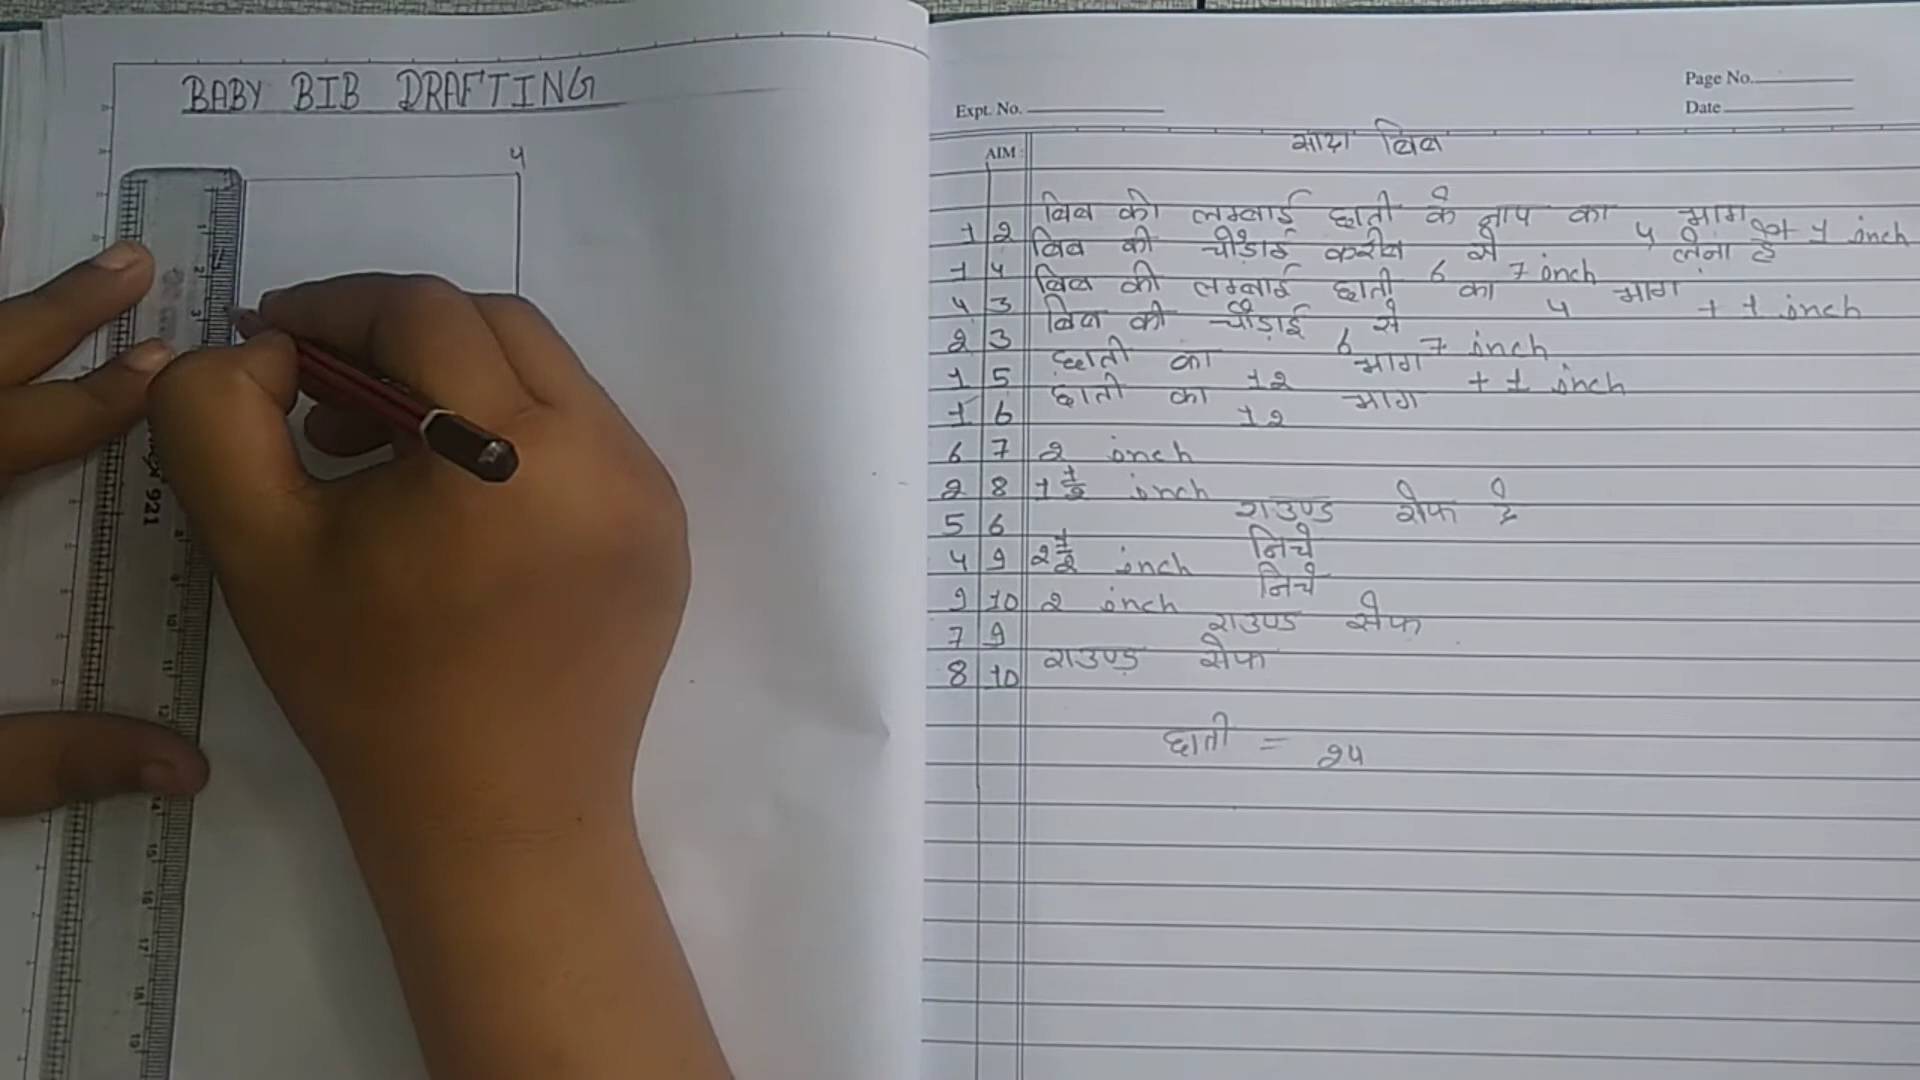 BABY BIB DRAFTING
4
921
Page No.
Expt. No.
Date
AIM :
सादा बिब
1 2 बिब की लम्बाई छाती के नाप का 4 भाग + 1 inch
1 4 बिब की चौड़ाई करीब 6 से 7 inch लेना है
4 3 बिब की लम्बाई छाती का 4 भाग + 1 inch
2 3 बिब की चौड़ाई 6 से 7 inch
1 5 छाती का 12 भाग + 1 inch
1 6 छाती का 12 भाग
6 7 2 inch
2 8 1 1/2 inch
5 6 राउण्ड शेफ दे
4 9 2 1/2 inch निचे
9 10 2 inch निचे
7 9 राउण्ड सेफ
8 10 राउण्ड सेफ
छाती = 24